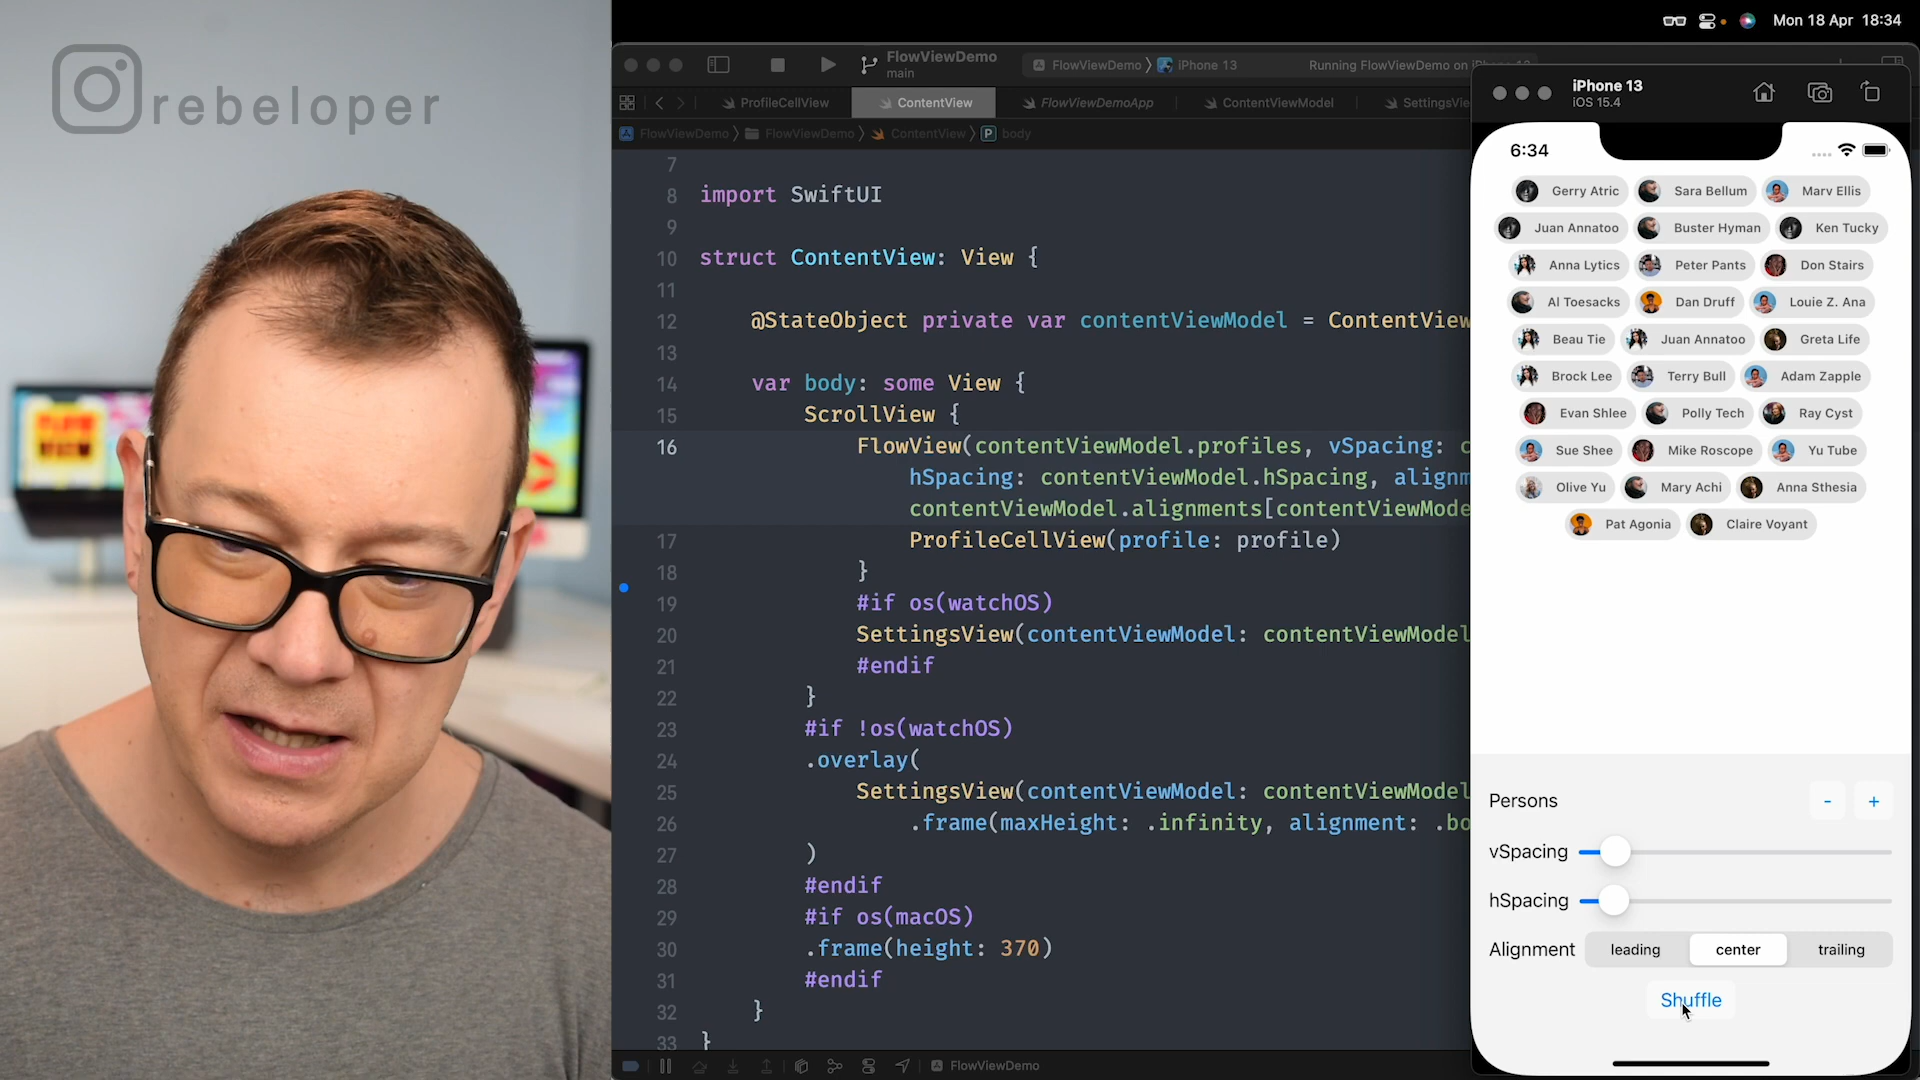 Mon 18 Apr 18:34
@rebeloper
FlowViewDemo
main
FlowViewDemo
iPhone 13
Running FlowViewDemo on
ProfileCellView
ContentView
FlowViewDemoApp
ContentViewModel
SettingsVie
FlowViewDemo
FlowViewDemo
ContentView
P body
7
8 import SwiftUI
9
10 struct ContentView: View {
11
12 @StateObject private var contentViewModel = ContentView
13
14 var body: some View {
15 ScrollView {
16 FlowView(contentViewModel.profiles, vSpacing: c
hSpacing: contentViewModel.hSpacing, alignm
contentViewModel.alignments[contentViewMode
17 ProfileCellView(profile: profile)
18 }
19 #if os(watchOS)
20 SettingsView(contentViewModel: contentViewModel
21 #endif
22 }
23 #if !os(watchOS)
24 .overlay(
25 SettingsView(contentViewModel: contentViewModel
26 .frame(maxHeight: .infinity, alignment: .bo
27 )
28 #endif
29 #if os(macOS)
30 .frame(height: 370)
31 #endif
32 }
33 }
FlowViewDemo
iPhone 13
iOS 15.4
6:34
Gerry Atric Sara Bellum Marv Ellis
Juan Annatoo Buster Hyman Ken Tucky
Anna Lytics Peter Pants Don Stairs
Al Toesacks Dan Druff Louie Z. Ana
Beau Tie Juan Annatoo Greta Life
Brock Lee Terry Bull Adam Zapple
Evan Shlee Polly Tech Ray Cyst
Sue Shee Mike Roscope Yu Tube
Olive Yu Mary Achi Anna Sthesia
Pat Agonia Claire Voyant
Persons - +
vSpacing
hSpacing
Alignment leading center trailing
Shuffle